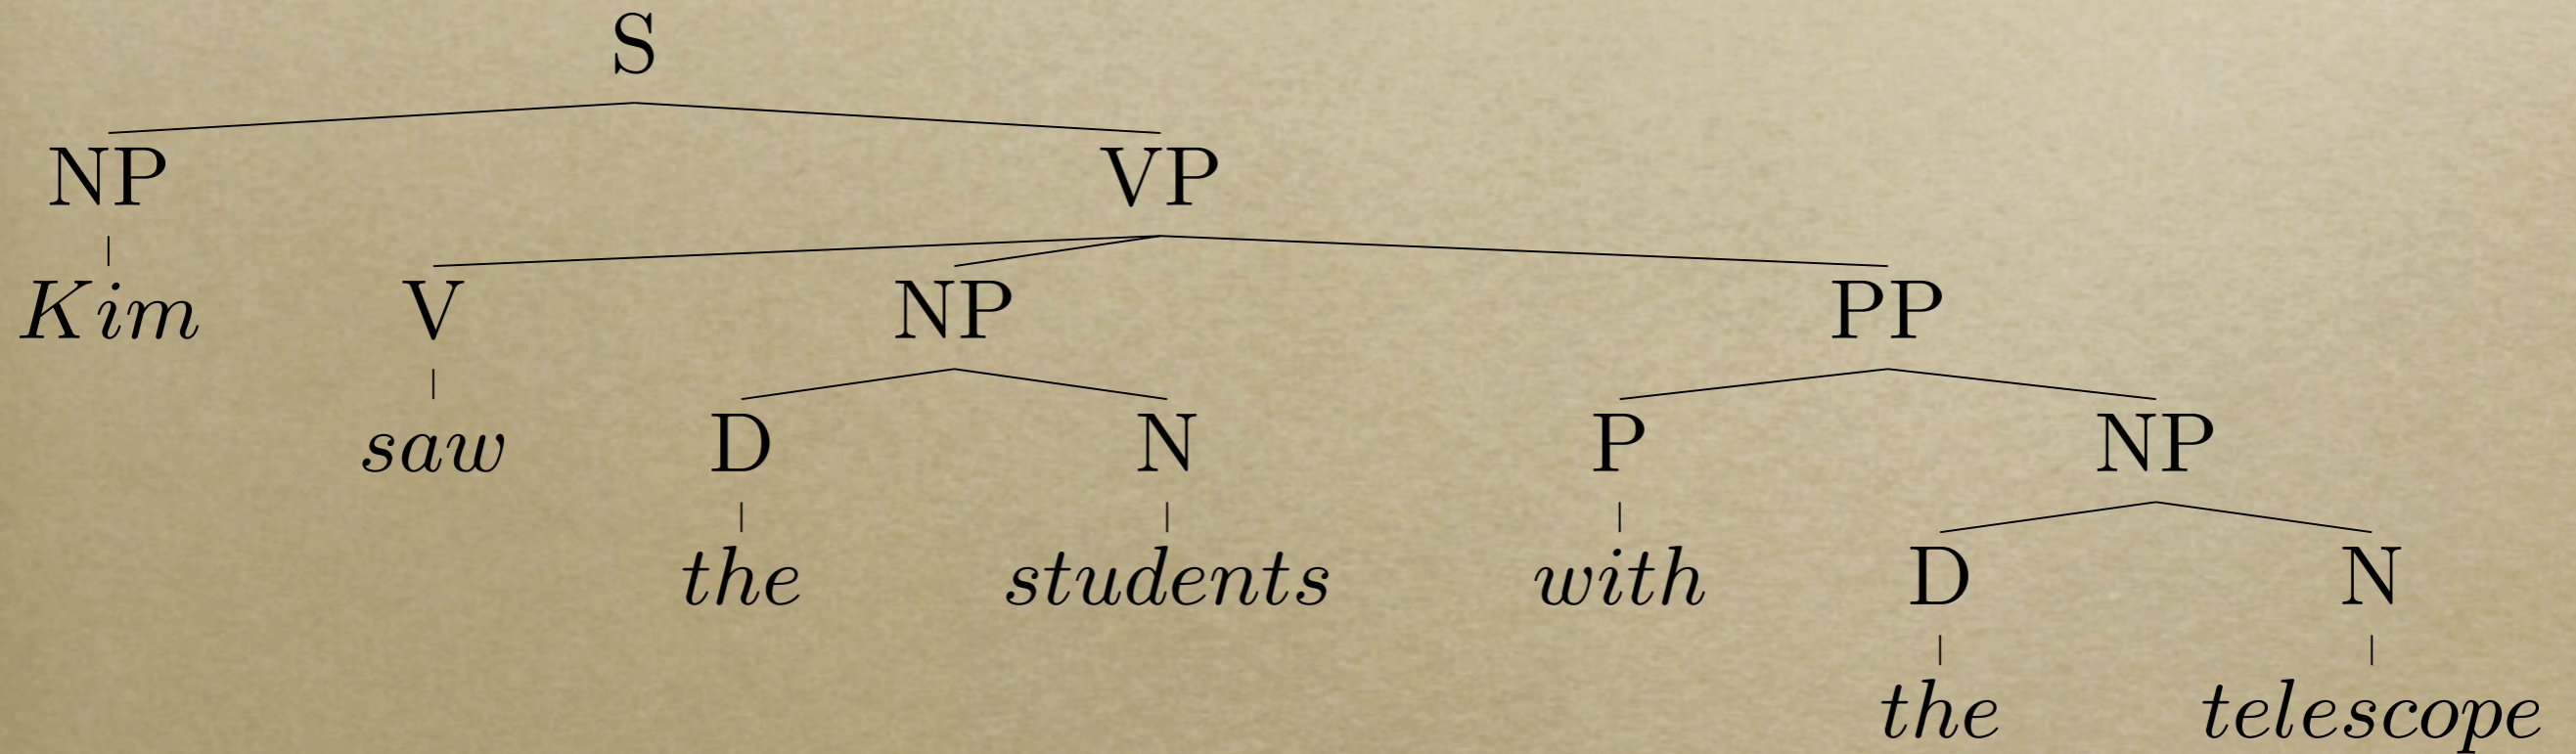 S
NP VP
Kim V NP PP
saw D N P NP
the students with D N
the telescope